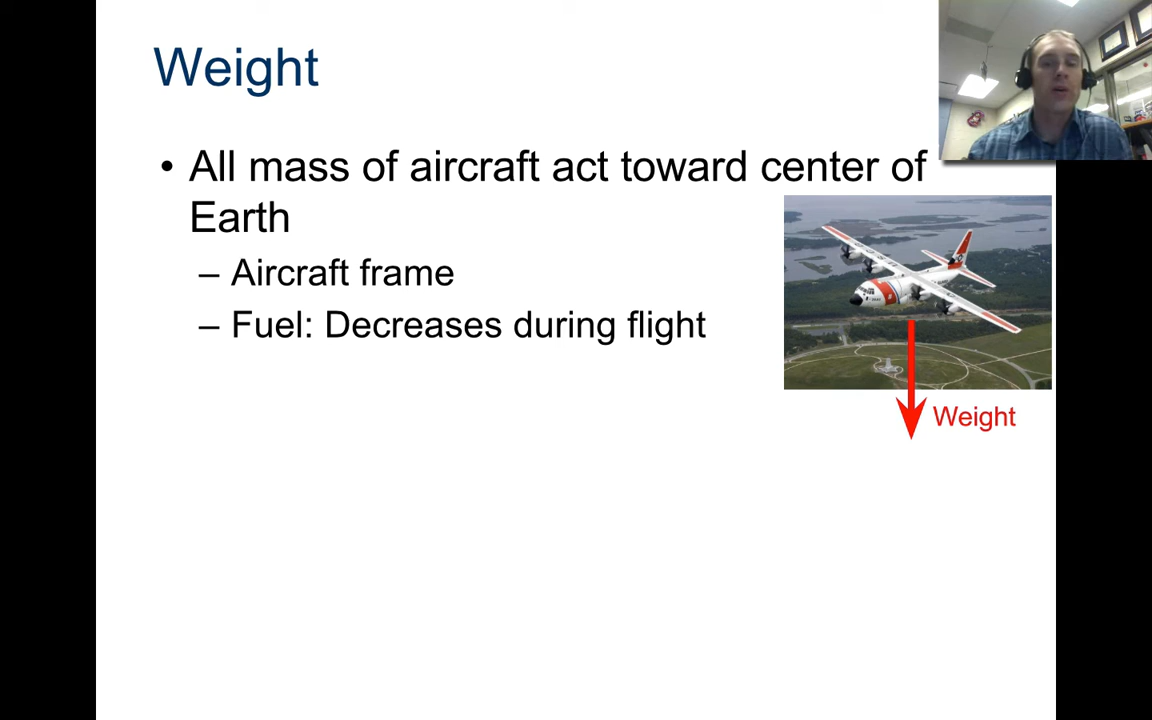 Weight
• All mass of aircraft act toward center of
Earth
– Aircraft frame
– Fuel: Decreases during flight
Weight